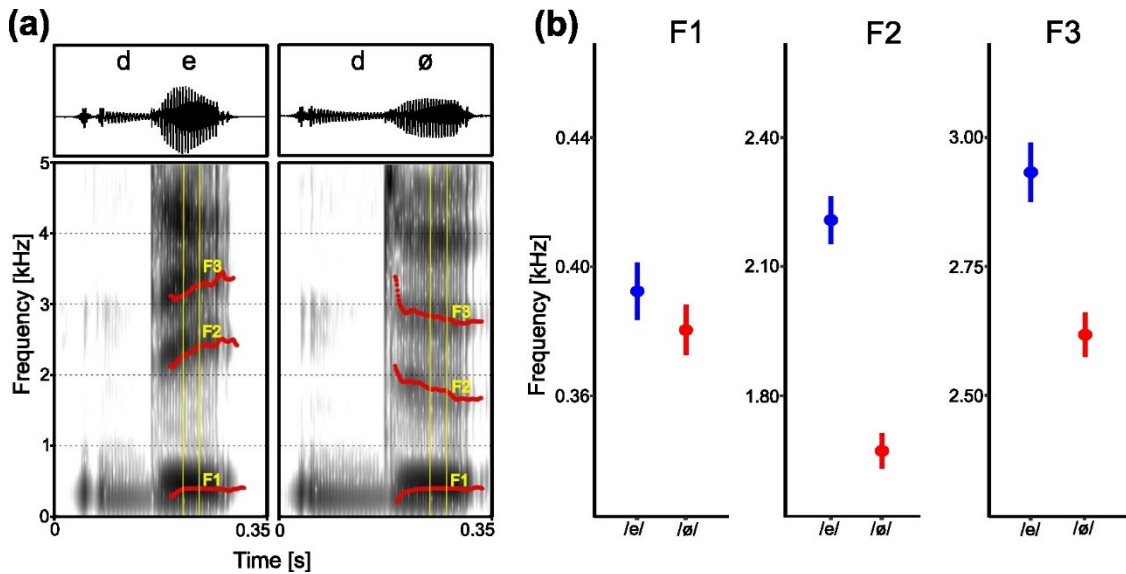 (a)
d e
d ø
Frequency [kHz]
5
4
3
2
1
0
F3
F2
F1
F3
F2
F1
0 0.35
0 0.35
Time [s]
(b)
F1
F2
F3
Frequency [kHz]
0.44
0.40
0.36
/e/ /ø/
2.40
2.10
1.80
/e/ /ø/
3.00
2.75
2.50
/e/ /ø/